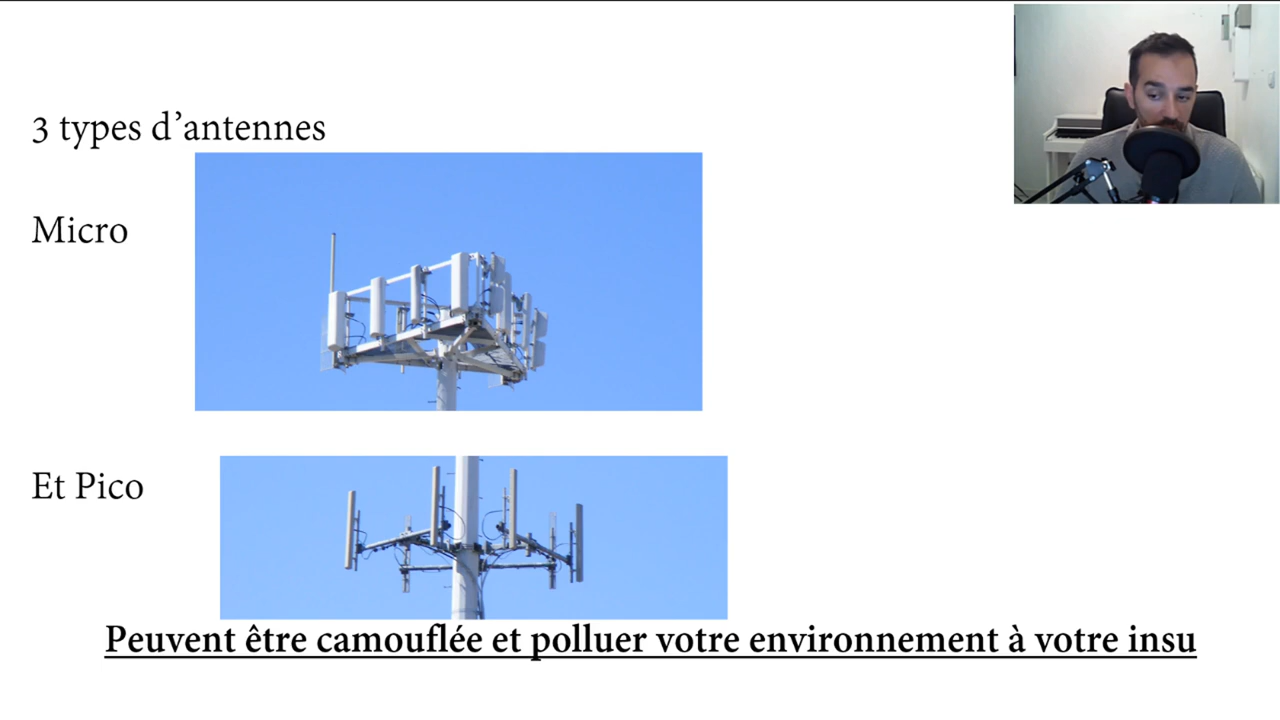 3 types d’antennes
Micro
Et Pico
Peuvent être camouflée et polluer votre environnement à votre insu